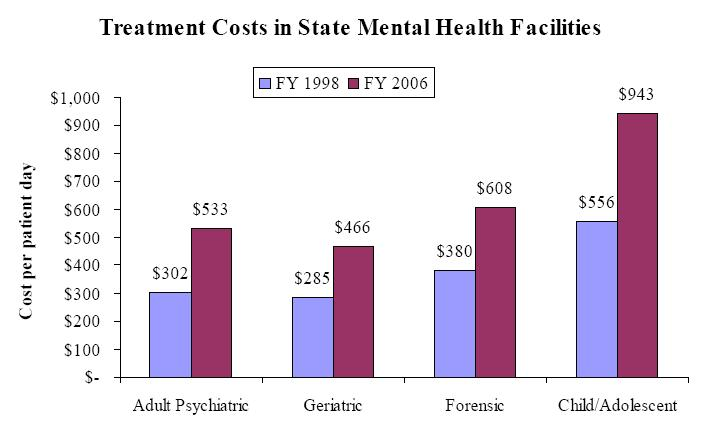 Treatment Costs in State Mental Health Facilities
FY 1998 FY 2006
Cost per patient day
$1,000
$900
$800
$700
$600
$500
$400
$300
$200
$100
$-
$302
$533
$285
$466
$380
$608
$556
$943
Adult Psychiatric
Geriatric
Forensic
Child/Adolescent